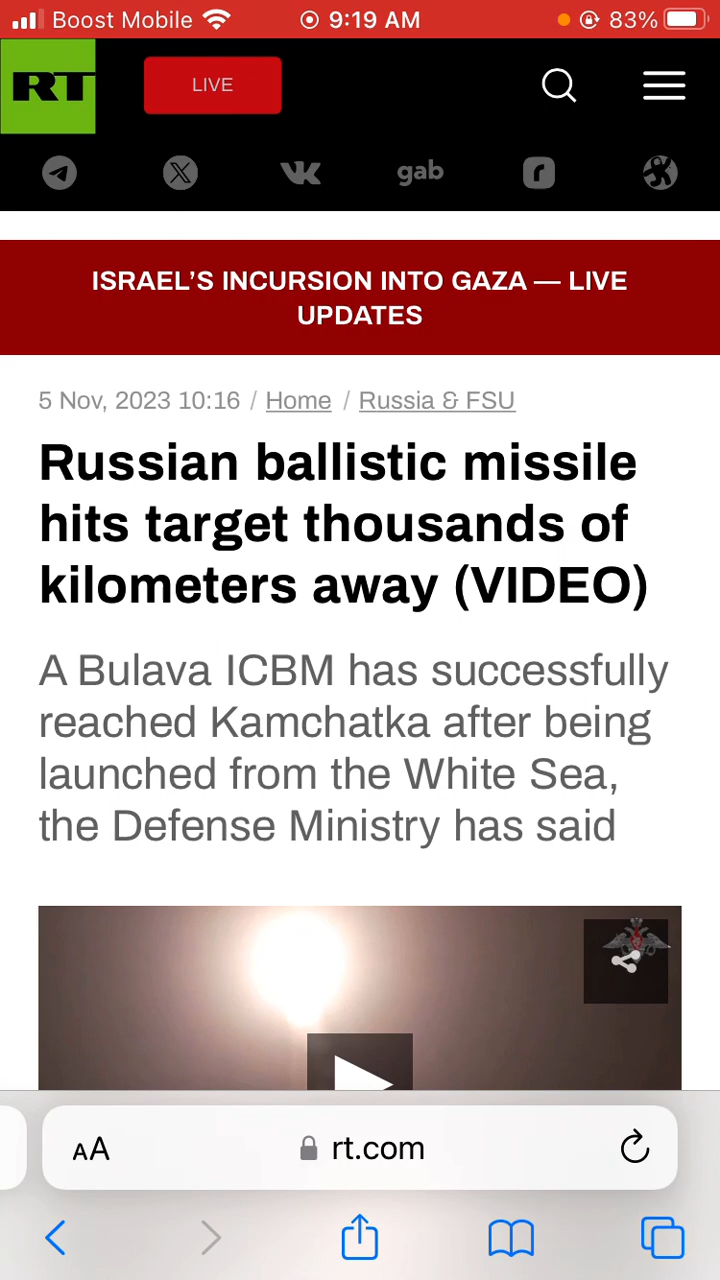 Boost Mobile 9:19 AM 83%
RT LIVE
gab
ISRAEL'S INCURSION INTO GAZA — LIVE
UPDATES
5 Nov, 2023 10:16 / Home / Russia & FSU
Russian ballistic missile
hits target thousands of
kilometers away (VIDEO)
A Bulava ICBM has successfully
reached Kamchatka after being
launched from the White Sea,
the Defense Ministry has said
AA rt.com